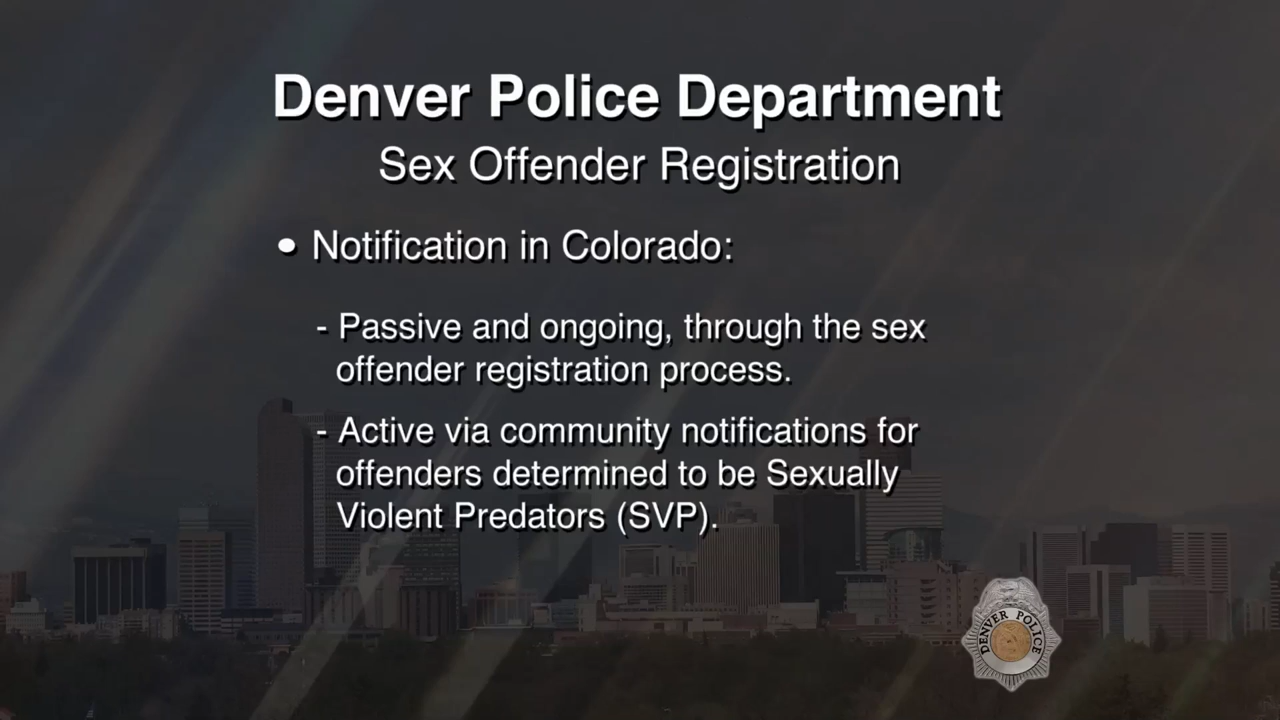 Denver Police Department
Sex Offender Registration
• Notification in Colorado:
- Passive and ongoing, through the sex
offender registration process.
- Active via community notifications for
offenders determined to be Sexually
Violent Predators (SVP).
DENVER POLICE